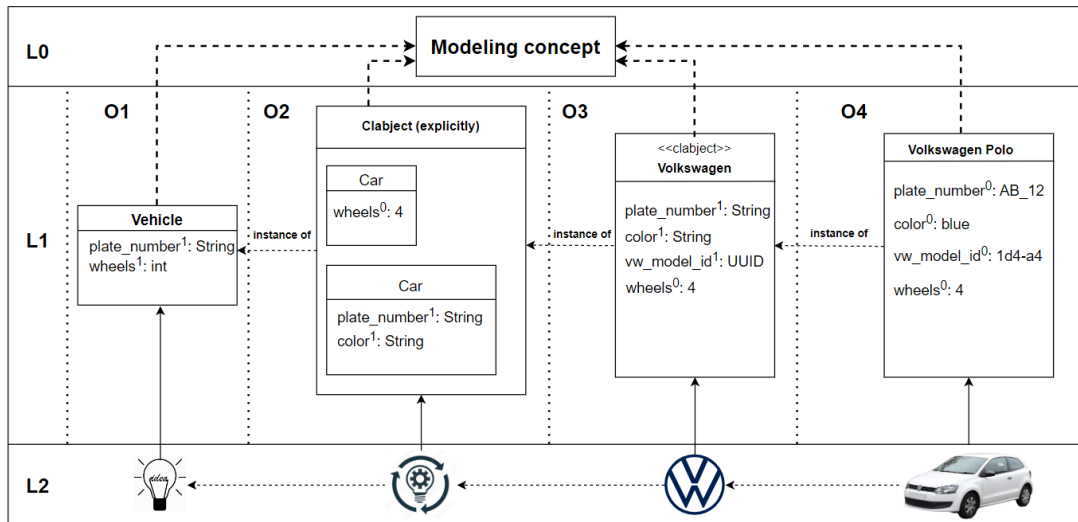 L0
Modeling concept
L1
O1
O2
O3
O4
Vehicle
plate_number¹: String
wheels¹: int
instance of
Clabject (explicitly)
Car
wheels⁰: 4
Car
plate_number¹: String
color¹: String
instance of
<<clabject>>
Volkswagen
plate_number¹: String
color¹: String
vw_model_id¹: UUID
wheels⁰: 4
instance of
Volkswagen Polo
plate_number⁰: AB_12
color⁰: blue
vw_model_id⁰: 1d4-a4
wheels⁰: 4
L2
idea